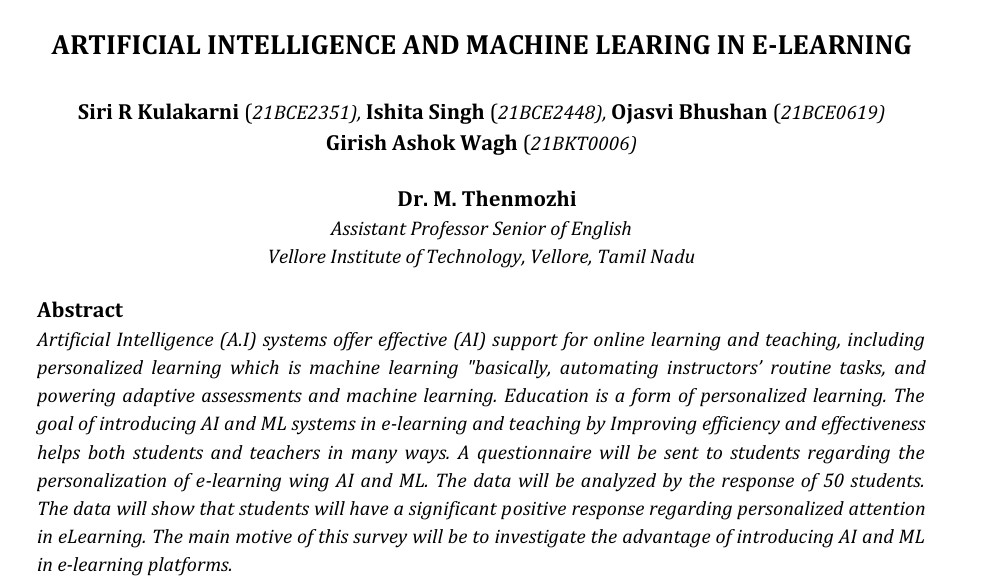 ARTIFICIAL INTELLIGENCE AND MACHINE LEARING IN E-LEARNING
Siri R Kulakarni (21BCE2351), Ishita Singh (21BCE2448), Ojasvi Bhushan (21BCE0619)
Girish Ashok Wagh (21BKT0006)
Dr. M. Thenmozhi
Assistant Professor Senior of English
Vellore Institute of Technology, Vellore, Tamil Nadu
Abstract
Artificial Intelligence (A.I) systems offer effective (AI) support for online learning and teaching, including
personalized learning which is machine learning "basically, automating instructors’ routine tasks, and
powering adaptive assessments and machine learning. Education is a form of personalized learning. The
goal of introducing AI and ML systems in e-learning and teaching by Improving efficiency and effectiveness
helps both students and teachers in many ways. A questionnaire will be sent to students regarding the
personalization of e-learning wing AI and ML. The data will be analyzed by the response of 50 students.
The data will show that students will have a significant positive response regarding personalized attention
in eLearning. The main motive of this survey will be to investigate the advantage of introducing AI and ML
in e-learning platforms.